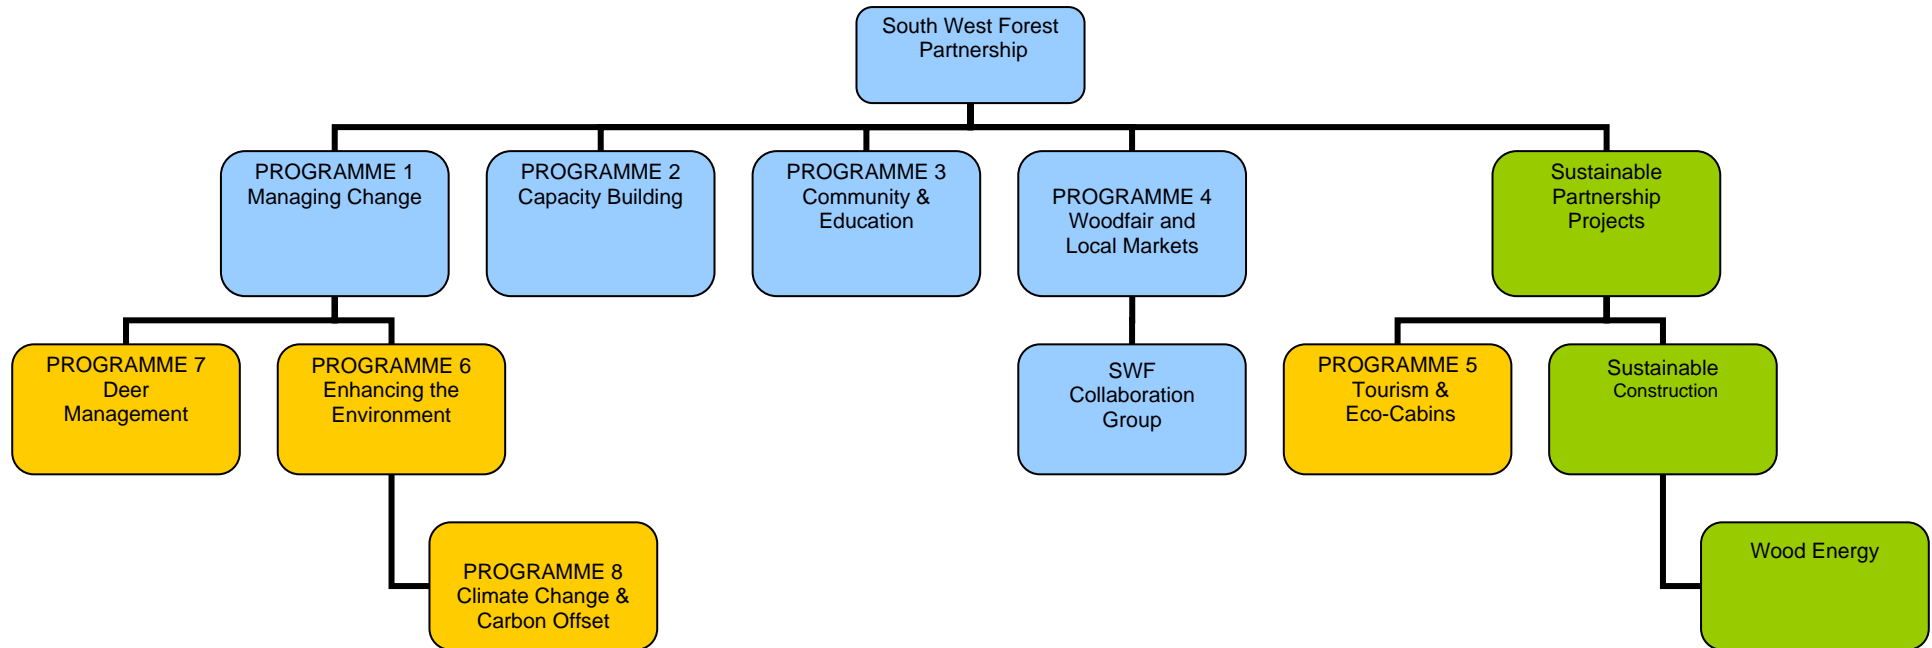 South West Forest
Partnership
PROGRAMME 1
Managing Change
PROGRAMME 2
Capacity Building
PROGRAMME 3
Community &
Education
PROGRAMME 4
Woodfair and
Local Markets
Sustainable
Partnership
Projects
PROGRAMME 7
Deer
Management
PROGRAMME 6
Enhancing the
Environment
SWF
Collaboration
Group
PROGRAMME 5
Tourism &
Eco-Cabins
Sustainable
Construction
PROGRAMME 8
Climate Change &
Carbon Offset
Wood Energy